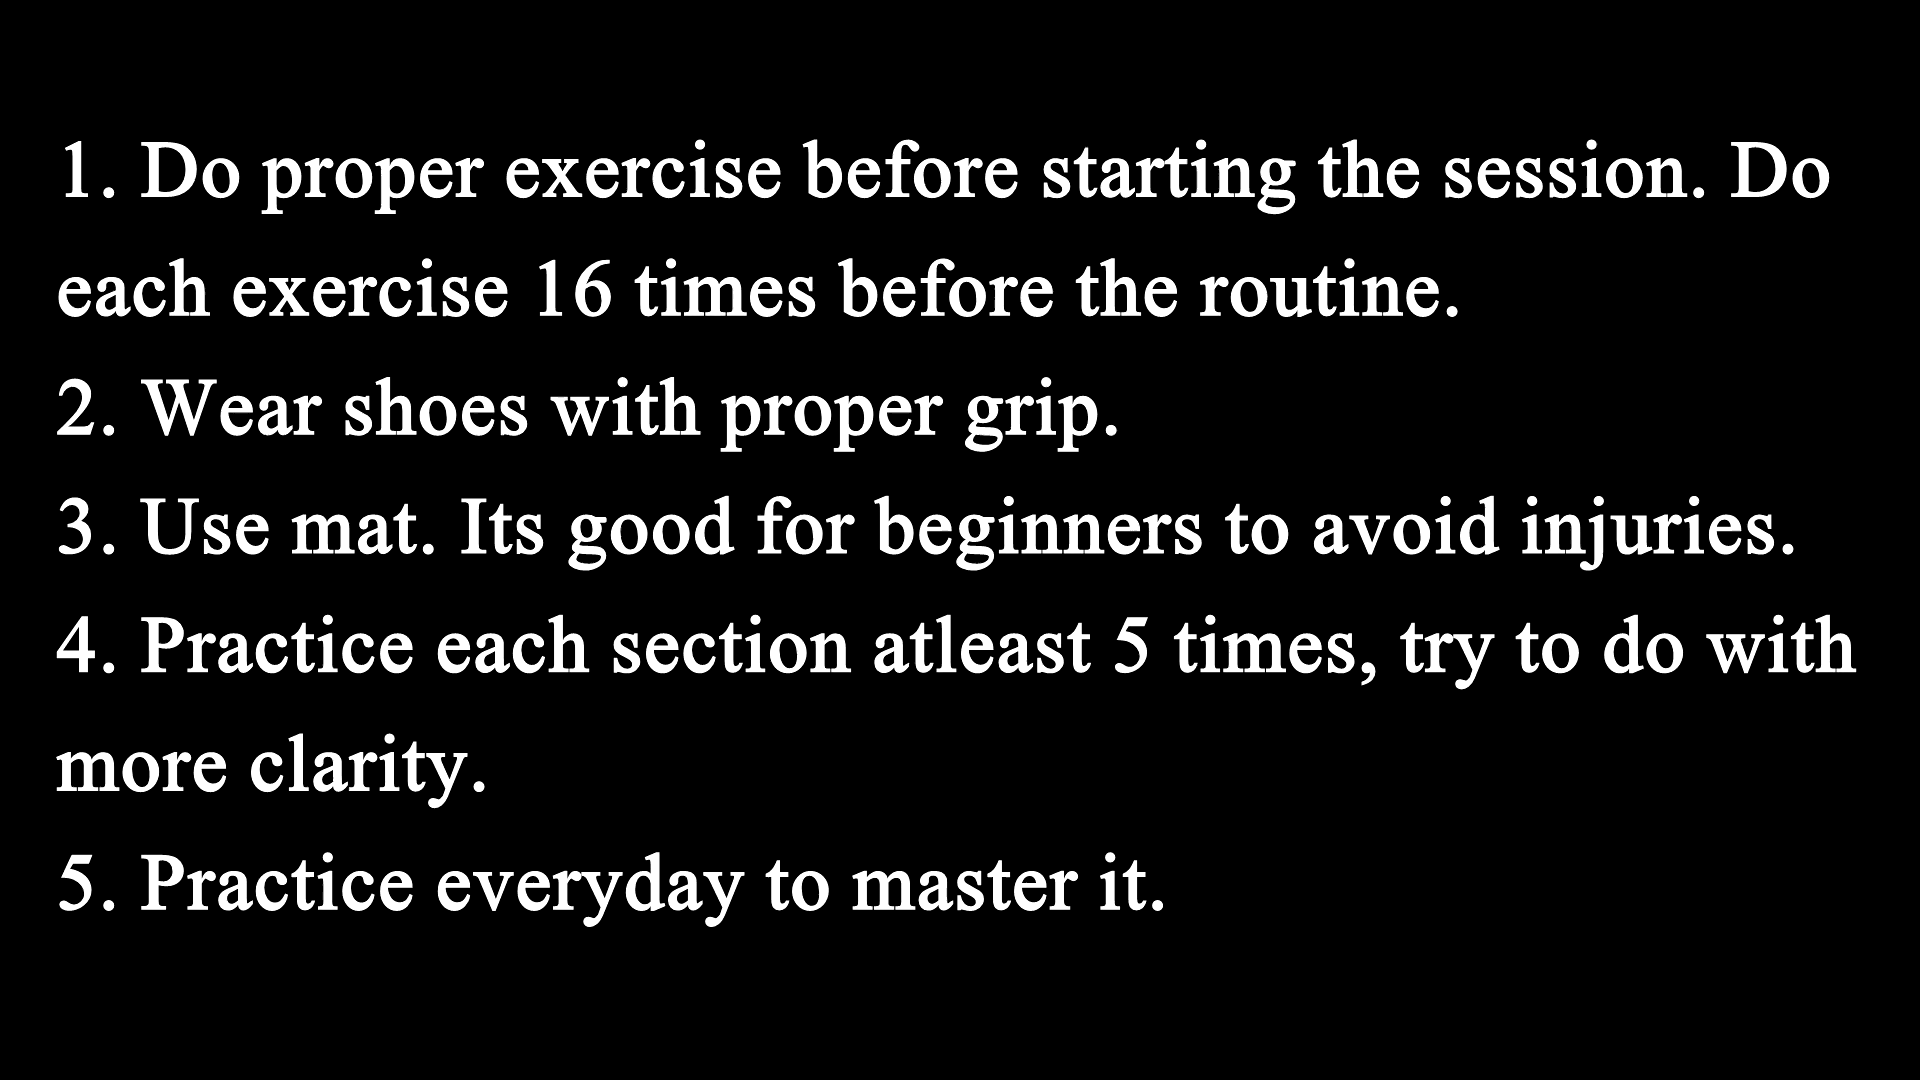 1. Do proper exercise before starting the session. Do
each exercise 16 times before the routine.
2. Wear shoes with proper grip.
3. Use mat. Its good for beginners to avoid injuries.
4. Practice each section atleast 5 times, try to do with
more clarity.
5. Practice everyday to master it.